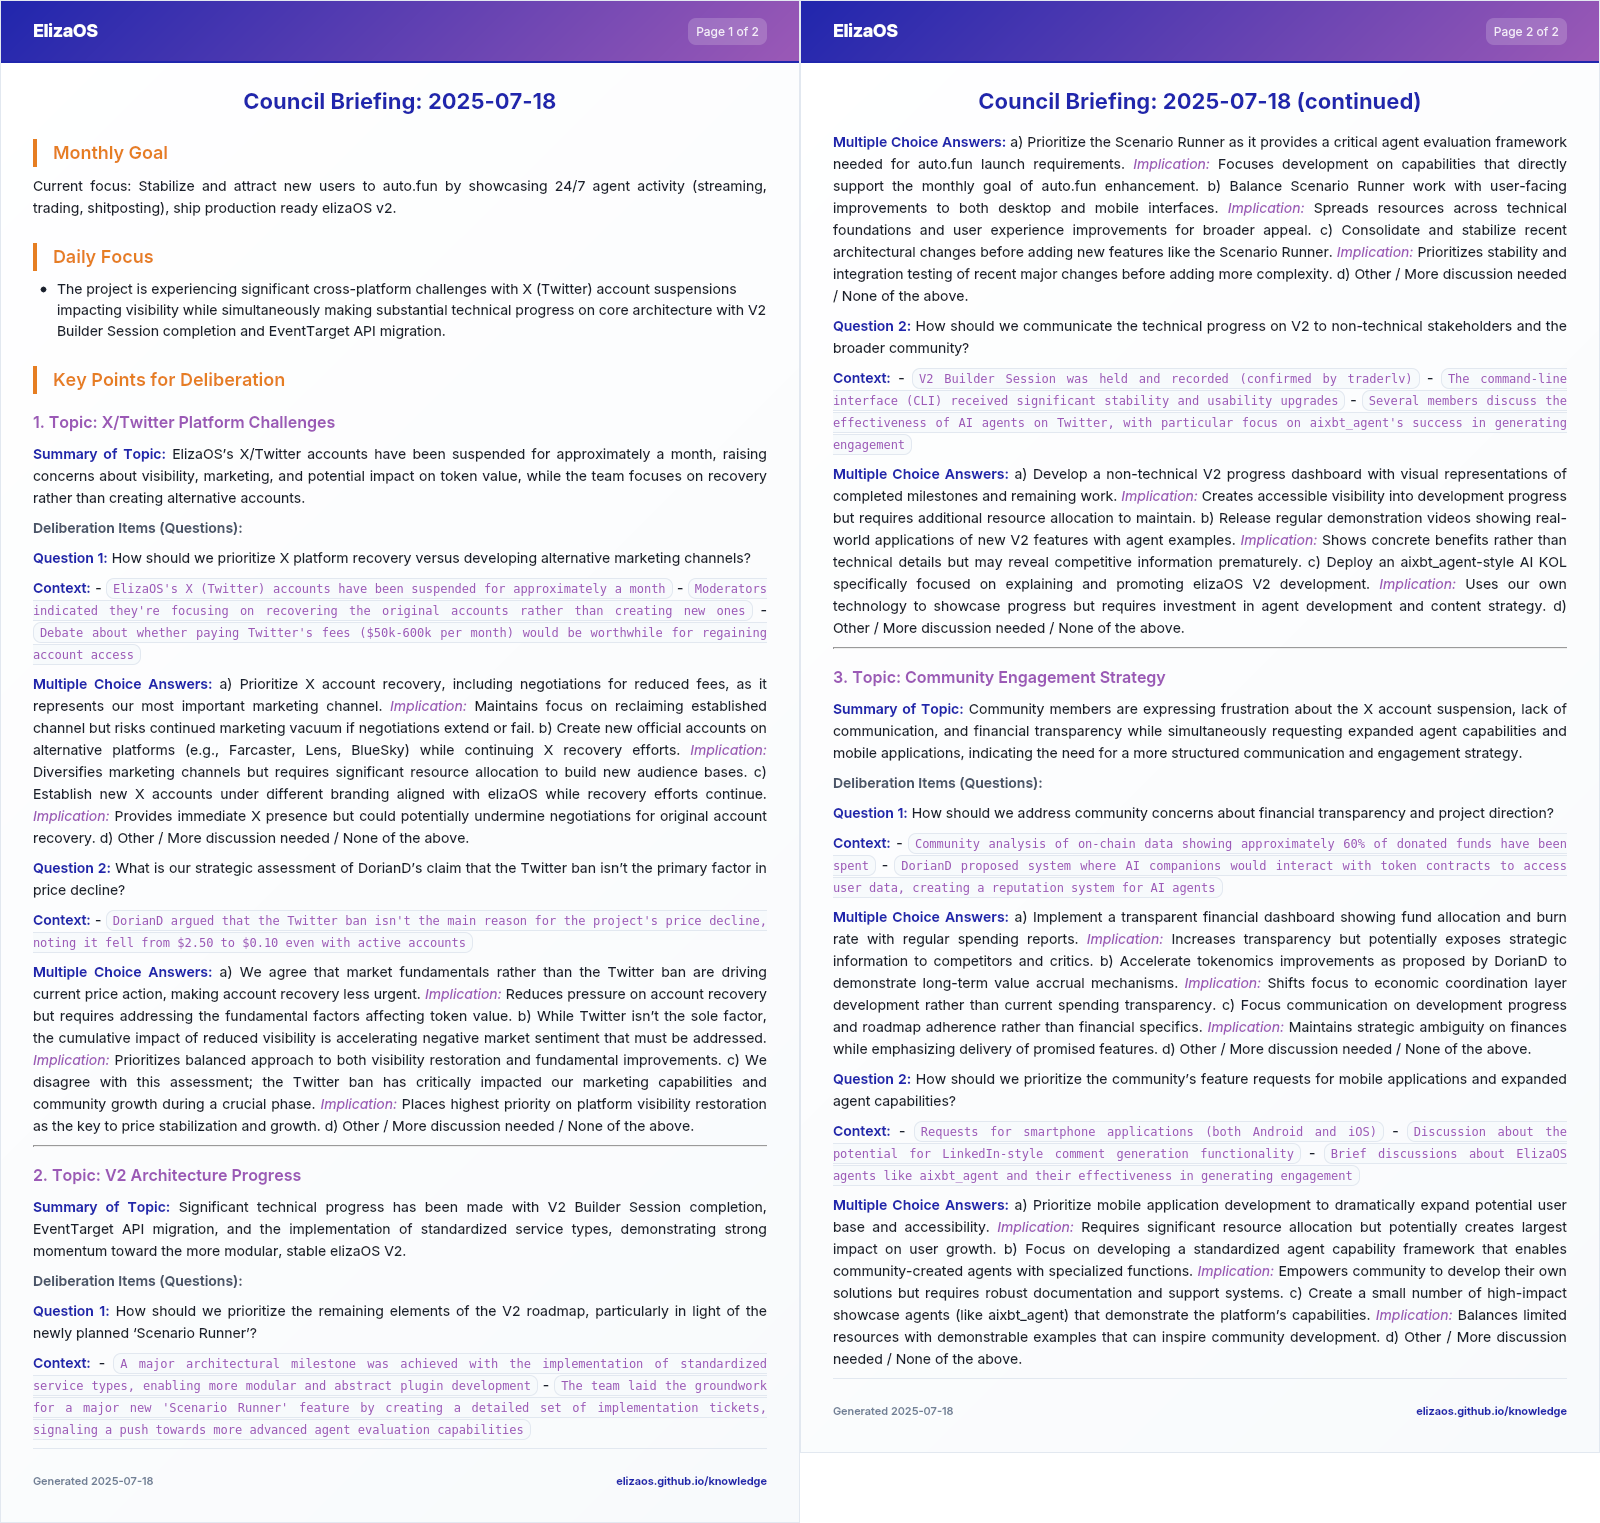 ElizaOS
Page 1 of 2
Council Briefing: 2025-07-18
Monthly Goal
Current focus: Stabilize and attract new users to auto.fun by showcasing 24/7 agent activity (streaming,
trading, shitposting), ship production ready elizaOS v2.
Daily Focus
• The project is experiencing significant cross-platform challenges with X (Twitter) account suspensions
impacting visibility while simultaneously making substantial technical progress on core architecture with V2
Builder Session completion and EventTarget API migration.
Key Points for Deliberation
1. Topic: X/Twitter Platform Challenges
Summary of Topic: ElizaOS’s X/Twitter accounts have been suspended for approximately a month, raising
concerns about visibility, marketing, and potential impact on token value, while the team focuses on recovery
rather than creating alternative accounts.
Deliberation Items (Questions):
Question 1: How should we prioritize X platform recovery versus developing alternative marketing channels?
Context: - ElizaOS's X (Twitter) accounts have been suspended for approximately a month - Moderators
indicated they're focusing on recovering the original accounts rather than creating new ones -
Debate about whether paying Twitter's fees ($50k-600k per month) would be worthwhile for regaining
account access
Multiple Choice Answers: a) Prioritize X account recovery, including negotiations for reduced fees, as it
represents our most important marketing channel. Implication: Maintains focus on reclaiming established
channel but risks continued marketing vacuum if negotiations extend or fail. b) Create new official accounts on
alternative platforms (e.g., Farcaster, Lens, BlueSky) while continuing X recovery efforts. Implication:
Diversifies marketing channels but requires significant resource allocation to build new audience bases. c)
Establish new X accounts under different branding aligned with elizaOS while recovery efforts continue.
Implication: Provides immediate X presence but could potentially undermine negotiations for original account
recovery. d) Other / More discussion needed / None of the above.
Question 2: What is our strategic assessment of DorianD’s claim that the Twitter ban isn’t the primary factor in
price decline?
Context: - DorianD argued that the Twitter ban isn't the main reason for the project's price decline,
noting it fell from $2.50 to $0.10 even with active accounts
Multiple Choice Answers: a) We agree that market fundamentals rather than the Twitter ban are driving
current price action, making account recovery less urgent. Implication: Reduces pressure on account recovery
but requires addressing the fundamental factors affecting token value. b) While Twitter isn’t the sole factor,
the cumulative impact of reduced visibility is accelerating negative market sentiment that must be addressed.
Implication: Prioritizes balanced approach to both visibility restoration and fundamental improvements. c) We
disagree with this assessment; the Twitter ban has critically impacted our marketing capabilities and
community growth during a crucial phase. Implication: Places highest priority on platform visibility restoration
as the key to price stabilization and growth. d) Other / More discussion needed / None of the above.
2. Topic: V2 Architecture Progress
Summary of Topic: Significant technical progress has been made with V2 Builder Session completion,
EventTarget API migration, and the implementation of standardized service types, demonstrating strong
momentum toward the more modular, stable elizaOS V2.
Deliberation Items (Questions):
Question 1: How should we prioritize the remaining elements of the V2 roadmap, particularly in light of the
newly planned ‘Scenario Runner’?
Context: - A major architectural milestone was achieved with the implementation of standardized
service types, enabling more modular and abstract plugin development - The team laid the groundwork
for a major new 'Scenario Runner' feature by creating a detailed set of implementation tickets,
signaling a push towards more advanced agent evaluation capabilities
Generated 2025-07-18
elizaos.github.io/knowledge
ElizaOS
Page 2 of 2
Council Briefing: 2025-07-18 (continued)
Multiple Choice Answers: a) Prioritize the Scenario Runner as it provides a critical agent evaluation framework
needed for auto.fun launch requirements. Implication: Focuses development on capabilities that directly
support the monthly goal of auto.fun enhancement. b) Balance Scenario Runner work with user-facing
improvements to both desktop and mobile interfaces. Implication: Spreads resources across technical
foundations and user experience improvements for broader appeal. c) Consolidate and stabilize recent
architectural changes before adding new features like the Scenario Runner. Implication: Prioritizes stability and
integration testing of recent major changes before adding more complexity. d) Other / More discussion needed
/ None of the above.
Question 2: How should we communicate the technical progress on V2 to non-technical stakeholders and the
broader community?
Context: - V2 Builder Session was held and recorded (confirmed by traderlv) - The command-line
interface (CLI) received significant stability and usability upgrades - Several members discuss the
effectiveness of AI agents on Twitter, with particular focus on aixbt_agent's success in generating
engagement
Multiple Choice Answers: a) Develop a non-technical V2 progress dashboard with visual representations of
completed milestones and remaining work. Implication: Creates accessible visibility into development progress
but requires additional resource allocation to maintain. b) Release regular demonstration videos showing real-
world applications of new V2 features with agent examples. Implication: Shows concrete benefits rather than
technical details but may reveal competitive information prematurely. c) Deploy an aixbt_agent-style AI KOL
specifically focused on explaining and promoting elizaOS V2 development. Implication: Uses our own
technology to showcase progress but requires investment in agent development and content strategy. d)
Other / More discussion needed / None of the above.
3. Topic: Community Engagement Strategy
Summary of Topic: Community members are expressing frustration about the X account suspension, lack of
communication, and financial transparency while simultaneously requesting expanded agent capabilities and
mobile applications, indicating the need for a more structured communication and engagement strategy.
Deliberation Items (Questions):
Question 1: How should we address community concerns about financial transparency and project direction?
Context: - Community analysis of on-chain data showing approximately 60% of donated funds have been
spent - DorianD proposed system where AI companions would interact with token contracts to access
user data, creating a reputation system for AI agents
Multiple Choice Answers: a) Implement a transparent financial dashboard showing fund allocation and burn
rate with regular spending reports. Implication: Increases transparency but potentially exposes strategic
information to competitors and critics. b) Accelerate tokenomics improvements as proposed by DorianD to
demonstrate long-term value accrual mechanisms. Implication: Shifts focus to economic coordination layer
development rather than current spending transparency. c) Focus communication on development progress
and roadmap adherence rather than financial specifics. Implication: Maintains strategic ambiguity on finances
while emphasizing delivery of promised features. d) Other / More discussion needed / None of the above.
Question 2: How should we prioritize the community’s feature requests for mobile applications and expanded
agent capabilities?
Context: - Requests for smartphone applications (both Android and iOS) - Discussion about the
potential for LinkedIn-style comment generation functionality - Brief discussions about ElizaOS
agents like aixbt_agent and their effectiveness in generating engagement
Multiple Choice Answers: a) Prioritize mobile application development to dramatically expand potential user
base and accessibility. Implication: Requires significant resource allocation but potentially creates largest
impact on user growth. b) Focus on developing a standardized agent capability framework that enables
community-created agents with specialized functions. Implication: Empowers community to develop their own
solutions but requires robust documentation and support systems. c) Create a small number of high-impact
showcase agents (like aixbt_agent) that demonstrate the platform’s capabilities. Implication: Balances limited
resources with demonstrable examples that can inspire community development. d) Other / More discussion
needed / None of the above.
Generated 2025-07-18
elizaos.github.io/knowledge